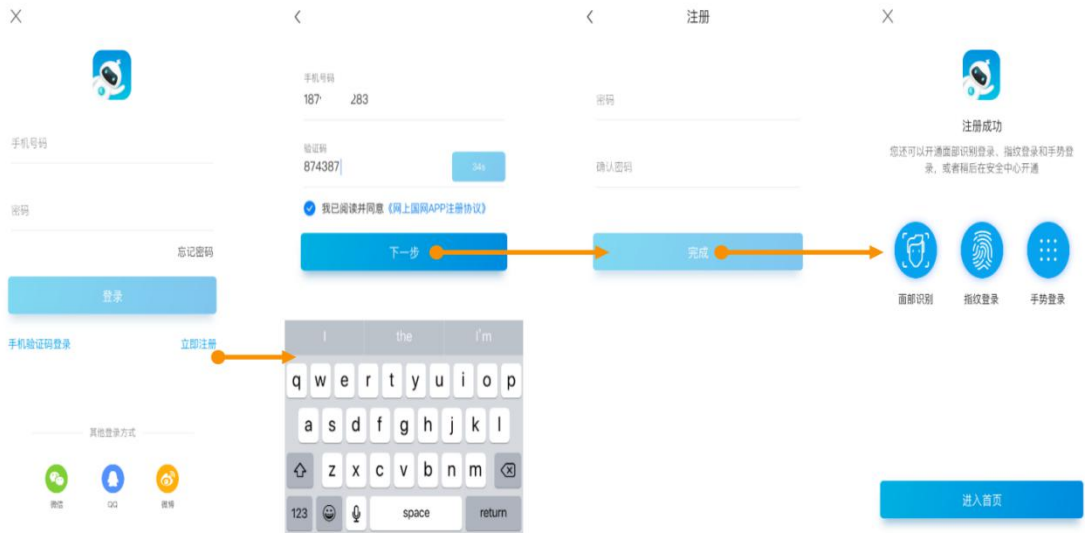 手机号码
密码
忘记密码
登录
手机验证码登录
立即注册
其他登录方式
微信
QQ
微博
手机号码
187
283
验证码
874387
34s
我已阅读并同意《网上国网APP注册协议》
下一步
I the I'm
q w e r t y u i o p
a s d f g h j k l
z x c v b n m
123 space return
注册
密码
确认密码
完成
注册成功
您还可以开通面部识别登录、指纹登录和手势登
录，或者稍后在安全中心开通
面部识别
指纹登录
手势登录
进入首页